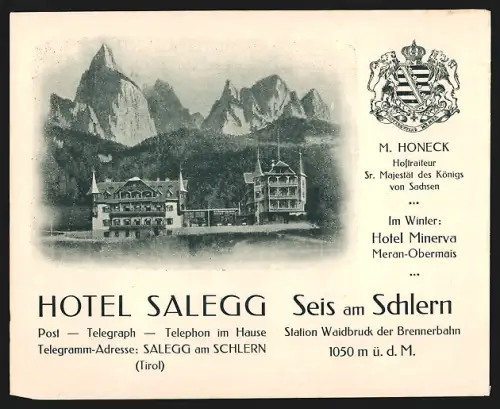 M. HONECK
Hoftraiteur
Sr. Majestät des Königs
von Sachsen
...
Im Winter:
Hotel Minerva
Meran-Obermais
...
HOTEL SALEGG
Post — Telegraph — Telephon im Hause
Telegramm-Adresse: SALEGG am SCHLERN
(Tirol)
Seis am Schlern
Station Waidbruck der Brennerbahn
1050 m ü. d. M.